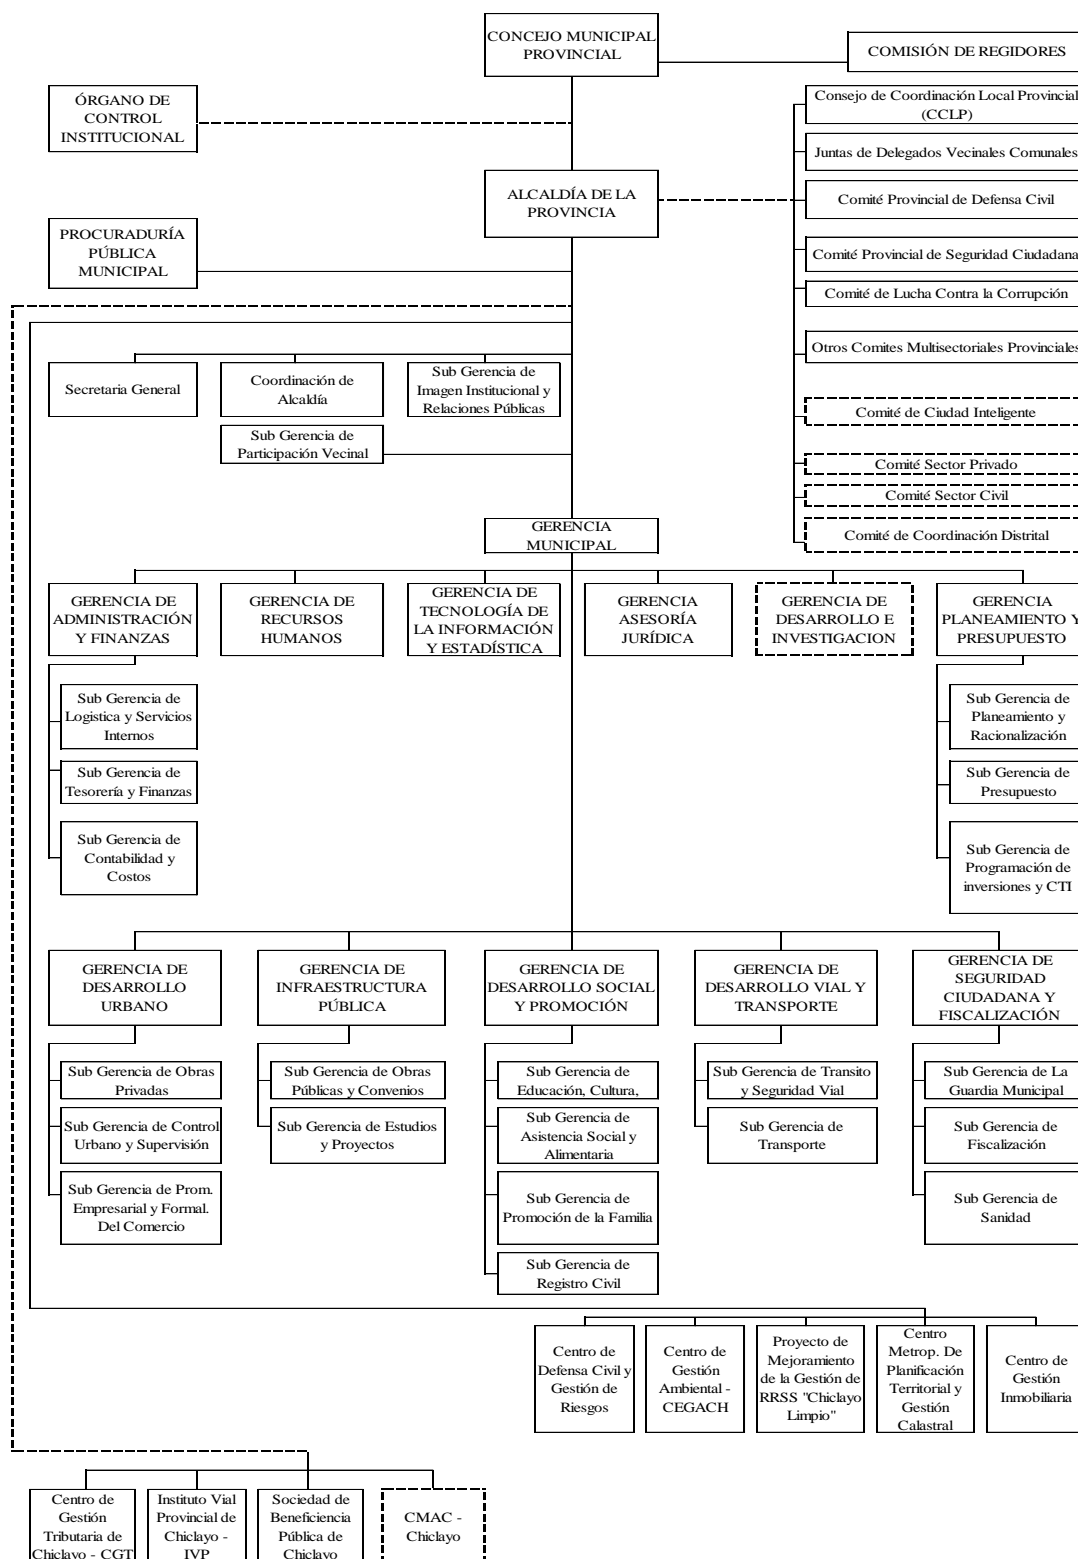 CONCEJO MUNICIPAL
PROVINCIAL
COMISIÓN DE REGIDORES
ÓRGANO DE
CONTROL
INSTITUCIONAL
Consejo de Coordinación Local Provincial
(CCLP)
Juntas de Delegados Vecinales Comunales
ALCALDÍA DE LA
PROVINCIA
Comité Provincial de Defensa Civil
PROCURADURÍA
PÚBLICA
MUNICIPAL
Comité Provincial de Seguridad Ciudadana
Comité de Lucha Contra la Corrupción
Otros Comites Multisectoriales Provinciales
Secretaria General
Coordinación de
Alcaldía
Sub Gerencia de
Imagen Institucional y
Relaciones Públicas
Comité de Ciudad Inteligente
Sub Gerencia de
Participación Vecinal
Comité Sector Privado
Comité Sector Civil
GERENCIA
MUNICIPAL
Comité de Coordinación Distrital
GERENCIA DE
ADMINISTRACIÓN
Y FINANZAS
GERENCIA DE
RECURSOS
HUMANOS
GERENCIA DE
TECNOLOGÍA DE
LA INFORMACIÓN
Y ESTADÍSTICA
GERENCIA
ASESORÍA
JURÍDICA
GERENCIA DE
DESARROLLO E
INVESTIGACION
GERENCIA
PLANEAMIENTO Y
PRESUPUESTO
Sub Gerencia de
Logistica y Servicios
Internos
Sub Gerencia de
Tesorería y Finanzas
Sub Gerencia de
Contabilidad y
Costos
Sub Gerencia de
Planeamiento y
Racionalización
Sub Gerencia de
Presupuesto
Sub Gerencia de
Programación de
inversiones y CTI
GERENCIA DE
DESARROLLO
URBANO
GERENCIA DE
INFRAESTRUCTURA
PÚBLICA
GERENCIA DE
DESARROLLO SOCIAL
Y PROMOCIÓN
GERENCIA DE
DESARROLLO VIAL Y
TRANSPORTE
GERENCIA DE
SEGURIDAD
CIUDADANA Y
FISCALIZACIÓN
Sub Gerencia de Obras
Privadas
Sub Gerencia de Control
Urbano y Supervisión
Sub Gerencia de Prom.
Empresarial y Formal.
Del Comercio
Sub Gerencia de Obras
Públicas y Convenios
Sub Gerencia de Estudios
y Proyectos
Sub Gerencia de
Educación, Cultura,
Sub Gerencia de
Asistencia Social y
Alimentaria
Sub Gerencia de
Promoción de la Familia
Sub Gerencia de
Registro Civil
Sub Gerencia de Transito
y Seguridad Vial
Sub Gerencia de
Transporte
Sub Gerencia de La
Guardia Municipal
Sub Gerencia de
Fiscalización
Sub Gerencia de
Sanidad
Centro de
Defensa Civil y
Gestión de
Riesgos
Centro de
Gestión
Ambiental -
CEGACH
Proyecto de
Mejoramiento
de la Gestión de
RRSS "Chiclayo
Limpio"
Centro
Metrop. De
Planificación
Territorial y
Gestión
Calastral
Centro de
Gestión
Inmobiliaria
Centro de
Gestión
Tributaria de
Chiclayo - CGT
Instituto Vial
Provincial de
Chiclayo -
IVP
Sociedad de
Beneficiencia
Pública de
Chiclayo
CMAC -
Chiclayo